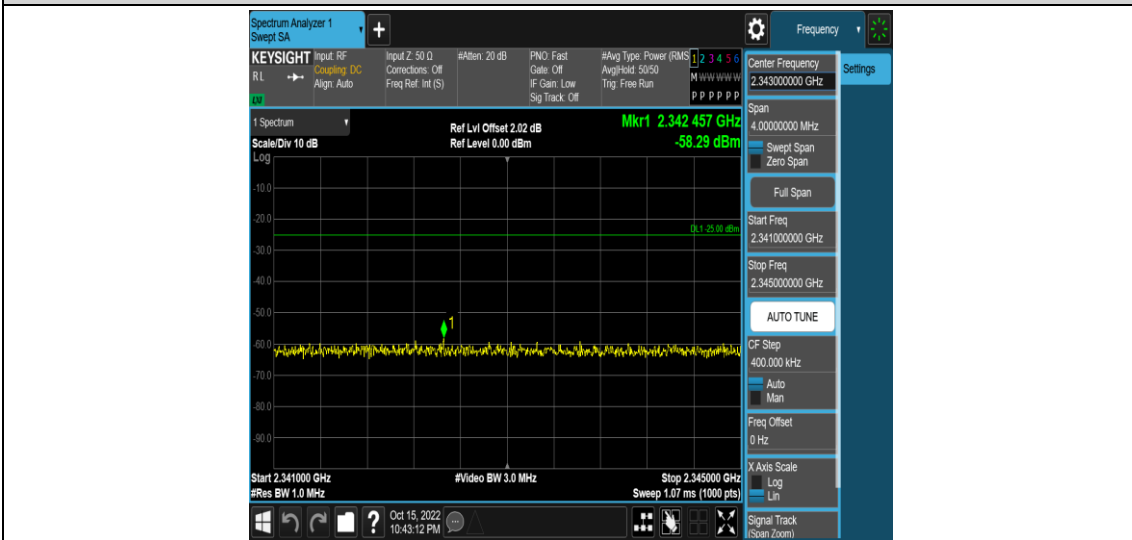 Spectrum Analyzer 1
Swept SA
+
Frequency
KEYSIGHT
R L
LXI
Input: RF
Coupling: DC
Align: Auto
Input Z: 50 Ω
Corrections: Off
Freq Ref: Int (S)
#Atten: 20 dB
PNO: Fast
Gate: Off
IF Gain: Low
Sig Track: Off
#Avg Type: Power (RMS
Avg|Hold: 50/50
Trig: Free Run
1 2 3 4 5 6
M W W W W W
P P P P P P
Center Frequency
2.343000000 GHz
Settings
Span
4.00000000 MHz
Swept Span
Zero Span
Full Span
Start Freq
2.341000000 GHz
Stop Freq
2.345000000 GHz
AUTO TUNE
CF Step
400.000 kHz
Auto
Man
Freq Offset
0 Hz
X Axis Scale
Log
Lin
Signal Track
(Span Zoom)
1 Spectrum
Scale/Div 10 dB
Log
Ref Lvl Offset 2.02 dB
Ref Level 0.00 dBm
Mkr1 2.342 457 GHz
-58.29 dBm
-10.0
-20.0
DL1 -25.00 dBm
-30.0
-40.0
-50.0
1
-60.0
-70.0
-80.0
-90.0
Start 2.341000 GHz
#Res BW 1.0 MHz
#Video BW 3.0 MHz
Stop 2.345000 GHz
Sweep 1.07 ms (1000 pts)
?
Oct 15, 2022
10:43:12 PM